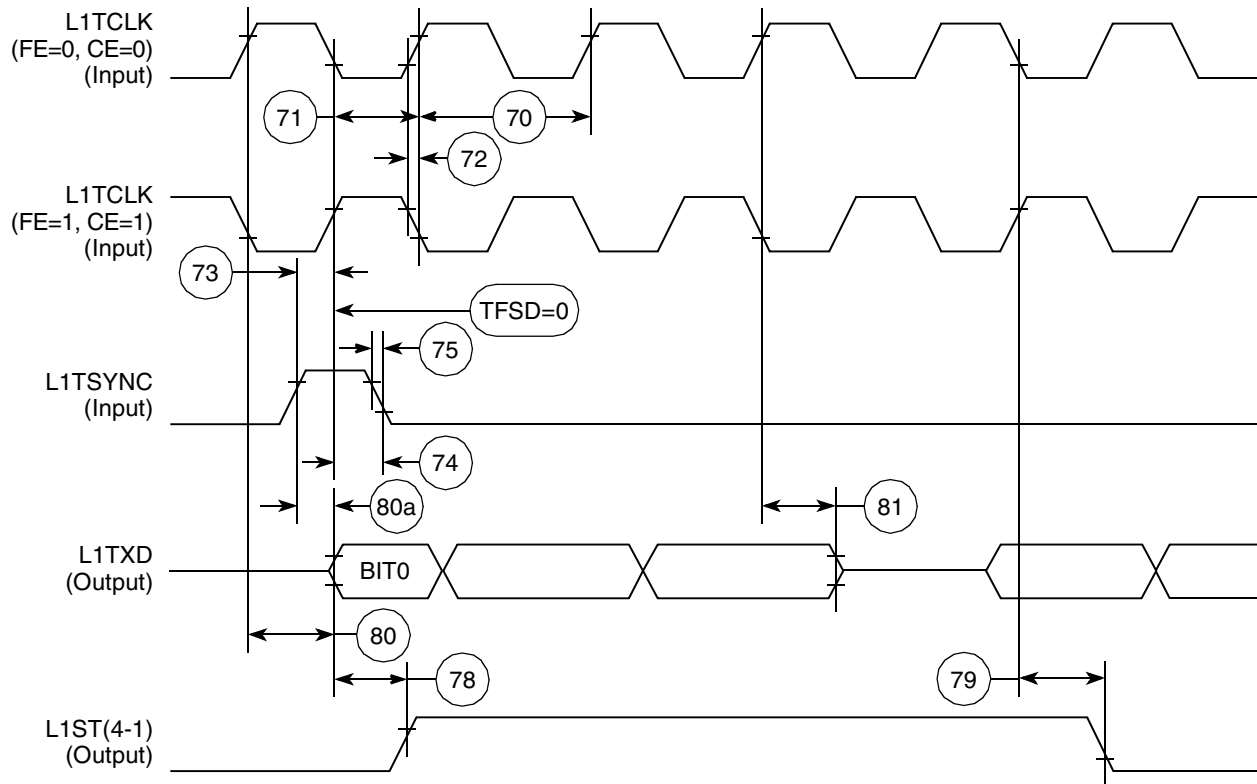 L1TCLK
(FE=0, CE=0)
(Input)
71
70
72
L1TCLK
(FE=1, CE=1)
(Input)
73
TFSD=0
75
L1TSYNC
(Input)
74
80a
81
L1TXD
(Output)
BIT0
80
78
79
L1ST(4-1)
(Output)